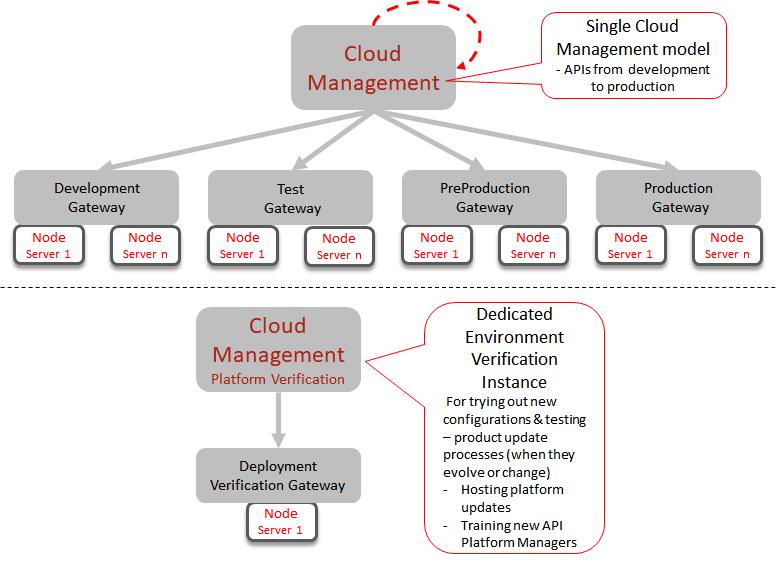 Cloud
Management
Single Cloud
Management model
- APIs from development
to production
Development
Gateway
Test
Gateway
PreProduction
Gateway
Production
Gateway
Node
Server 1
Node
Server n
Node
Server 1
Node
Server n
Node
Server 1
Node
Server n
Node
Server 1
Node
Server n
Cloud
Management
Platform Verification
Dedicated
Environment
Verification
Instance
For trying out new
configurations & testing
– product update
processes (when they
evolve or change)
- Hosting platform
updates
- Training new API
Platform Managers
Deployment
Verification Gateway
Node
Server 1